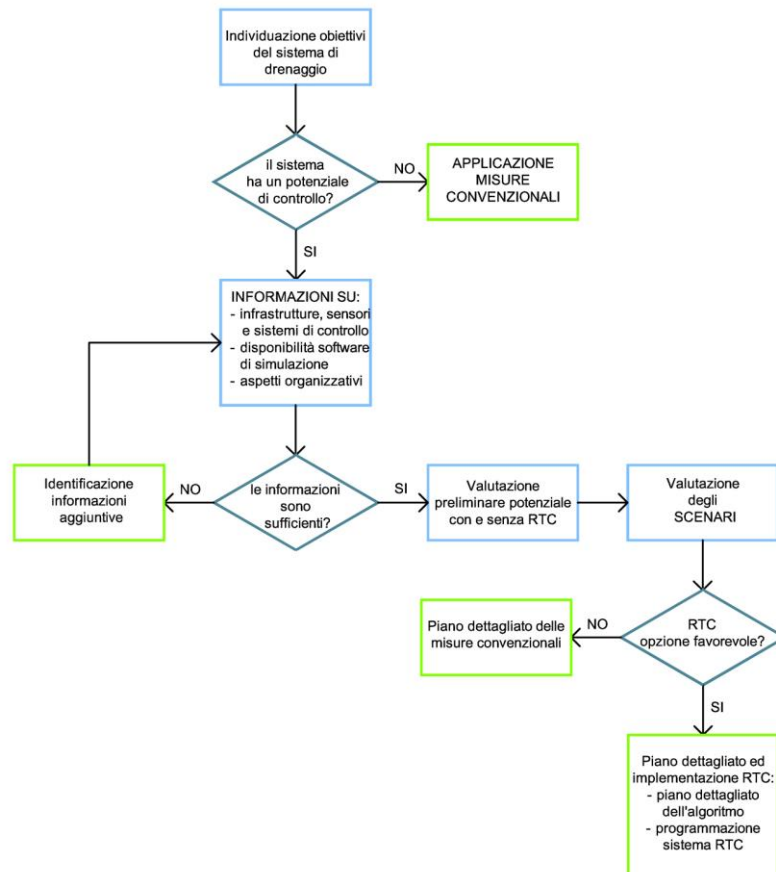 Individuazione obiettivi
del sistema di
drenaggio
il sistema
ha un potenziale
di controllo?
NO
APPLICAZIONE
MISURE
CONVENZIONALI
SI
INFORMAZIONI SU:
- infrastrutture, sensori
e sistemi di controllo
- disponibilità software
di simulazione
- aspetti organizzativi
Identificazione
informazioni
aggiuntive
NO
le informazioni
sono
sufficienti?
SI
Valutazione
preliminare potenziale
con e senza RTC
Valutazione
degli
SCENARI
Piano dettagliato delle
misure convenzionali
NO
RTC
opzione favorevole?
SI
Piano dettagliato ed
implementazione RTC:
- piano dettagliato
dell'algoritmo
- programmazione
sistema RTC